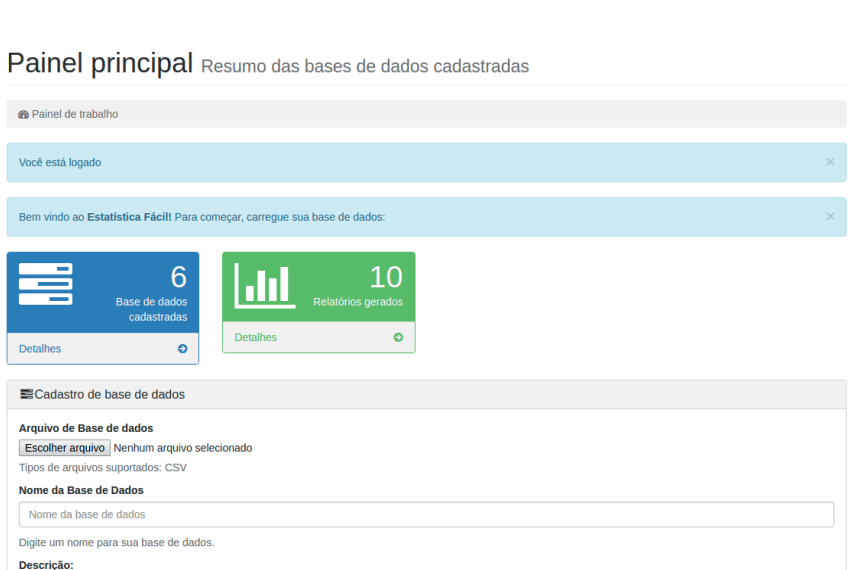 Painel principal Resumo das bases de dados cadastradas
Painel de trabalho
Você está logado ×
Bem vindo ao Estatística Fácil! Para começar, carregue sua base de dados: ×
6
Base de dados
cadastradas
Detalhes
10
Relatórios gerados
Detalhes
Cadastro de base de dados
Arquivo de Base de dados
Escolher arquivo Nenhum arquivo selecionado
Tipos de arquivos suportados: CSV
Nome da Base de Dados
Nome da base de dados
Digite um nome para sua base de dados.
Descrição: